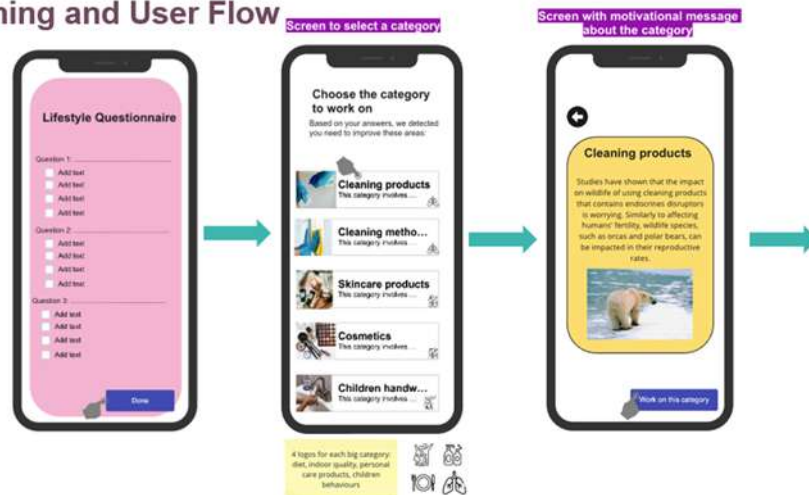 ning and User Flow
Screen to select a category
Screen with motivational message
about the category
Lifestyle Questionnaire
Question 1:
Add text
Add text
Add text
Add text
Question 2:
Add text
Add text
Add text
Add text
Question 3:
Add text
Add text
Add text
Add text
Done
Choose the category
to work on
Based on your answers, we detected
you need to improve these areas:
Cleaning products
This category involves ...
Cleaning metho...
This category involves ...
Skincare products
This category involves ...
Cosmetics
This category involves ...
Children handw...
This category involves ...
4 logos for each big category:
diet, indoor quality, personal
care products, children
behaviours
Cleaning products
Studies have shown that the impact
on wildlife of using cleaning products
that contains endocrines disruptors
is worrying. Similarly to affecting
humans' fertility, wildlife species,
such as orcas and polar bears, can
be impacted in their reproductive
rates.
Work on this category